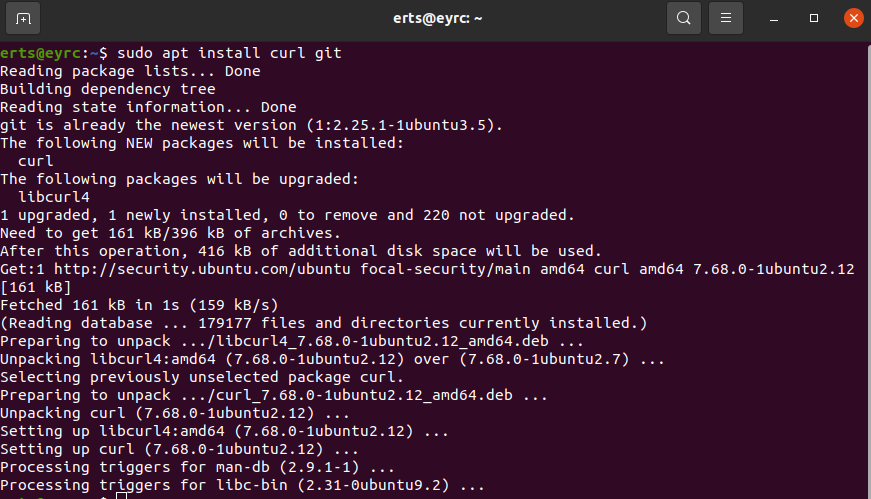 erts@eyrc: ~
erts@eyrc:~$ sudo apt install curl git
Reading package lists... Done
Building dependency tree
Reading state information... Done
git is already the newest version (1:2.25.1-1ubuntu3.5).
The following NEW packages will be installed:
  curl
The following packages will be upgraded:
  libcurl4
1 upgraded, 1 newly installed, 0 to remove and 220 not upgraded.
Need to get 161 kB/396 kB of archives.
After this operation, 416 kB of additional disk space will be used.
Get:1 http://security.ubuntu.com/ubuntu focal-security/main amd64 curl amd64 7.68.0-1ubuntu2.12
[161 kB]
Fetched 161 kB in 1s (159 kB/s)
(Reading database ... 179177 files and directories currently installed.)
Preparing to unpack .../libcurl4_7.68.0-1ubuntu2.12_amd64.deb ...
Unpacking libcurl4:amd64 (7.68.0-1ubuntu2.12) over (7.68.0-1ubuntu2.7) ...
Selecting previously unselected package curl.
Preparing to unpack .../curl_7.68.0-1ubuntu2.12_amd64.deb ...
Unpacking curl (7.68.0-1ubuntu2.12) ...
Setting up libcurl4:amd64 (7.68.0-1ubuntu2.12) ...
Setting up curl (7.68.0-1ubuntu2.12) ...
Processing triggers for man-db (2.9.1-1) ...
Processing triggers for libc-bin (2.31-0ubuntu9.2) ...